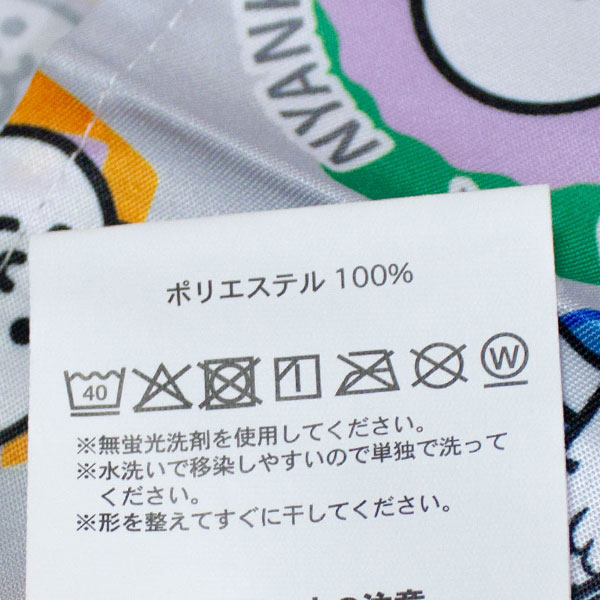 NYAN
ポリエステル 100%
40
W
※無蛍光洗剤を使用してください。
※水洗いで移染しやすいので単独で洗って
ください。
※形を整えてすぐに干してください。